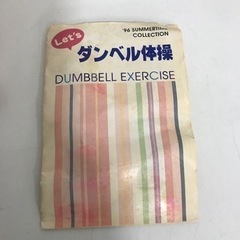 '96 SUMMERTIME
COLLECTION
Let's
ダンベル体操
DUMBBELL EXERCISE